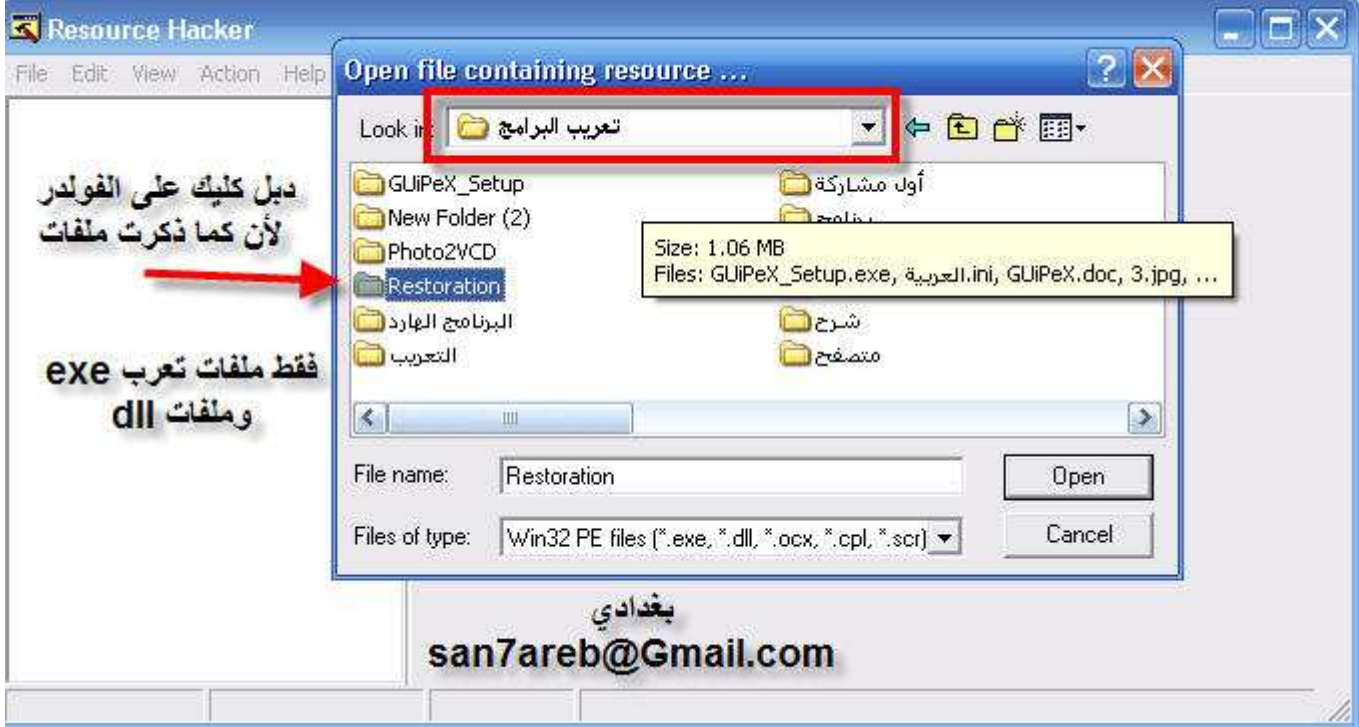 Resource Hacker
File Edit View Action Help
Open file containing resource ...
Look in:
تعريب البرامج
GUiPeX_Setup
New Folder (2)
Photo2VCD
Restoration
البرنامج الهارد
التعريب
أول مشاركة
برنامج
شرح
متصفح
Size: 1.06 MB
Files: GUiPeX_Setup.exe, العربية.ini, GUiPeX.doc, 3.jpg, ...
دبل كليك على الفولدر
لأن كما ذكرت ملفات
فقط ملفات تعرب exe
وملفات dll
File name: Restoration
Open
Files of type: Win32 PE files (*.exe, *.dll, *.ocx, *.cpl, *.scr)
Cancel
بغدادي
san7areb@Gmail.com